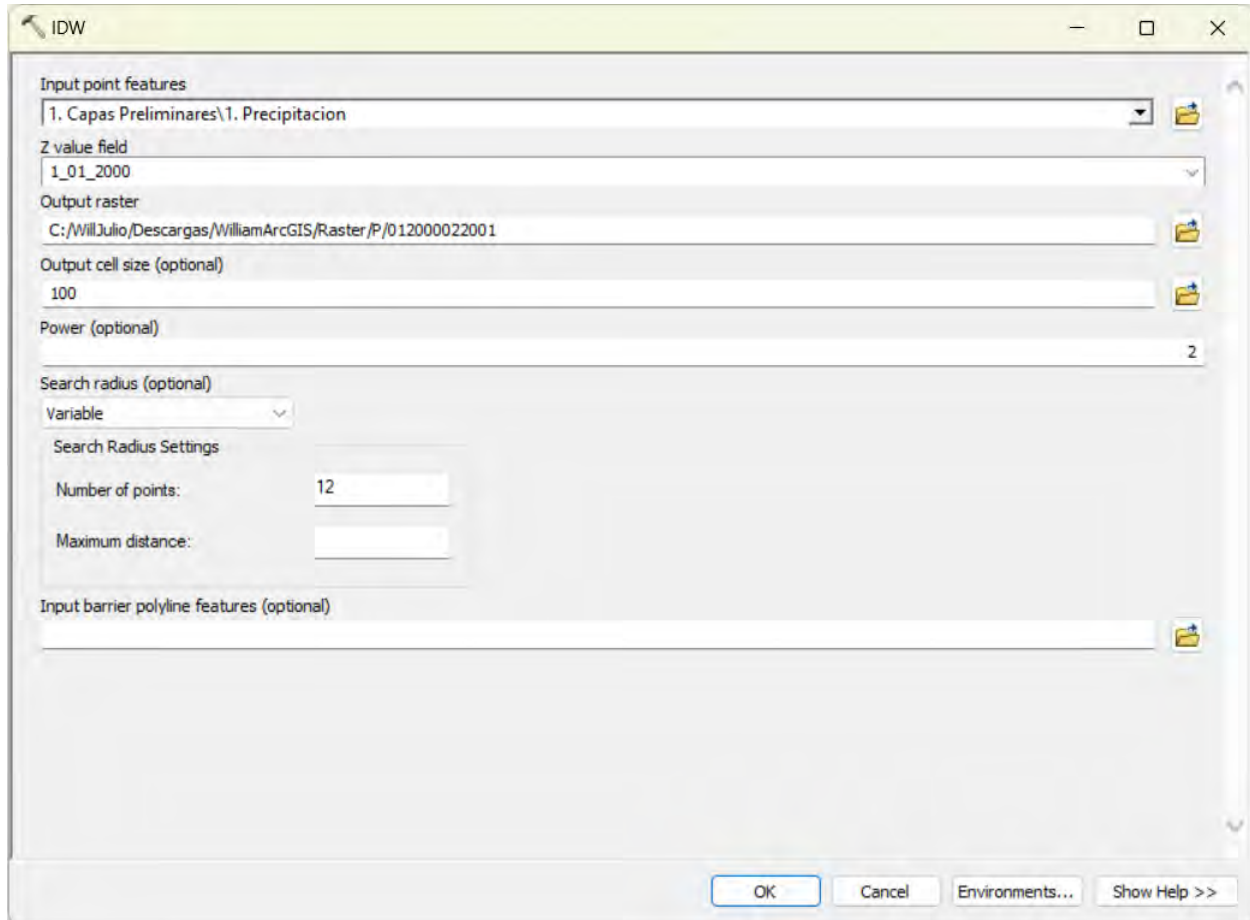 IDW
Input point features
1. Capas Preliminares\1. Precipitacion
Z value field
1_01_2000
Output raster
C:/WillJulio/Descargas/WilliamArcGIS/Raster/P/012000022001
Output cell size (optional)
100
Power (optional)
2
Search radius (optional)
Variable
Search Radius Settings
Number of points:
12
Maximum distance:
Input barrier polyline features (optional)
OK
Cancel
Environments...
Show Help >>